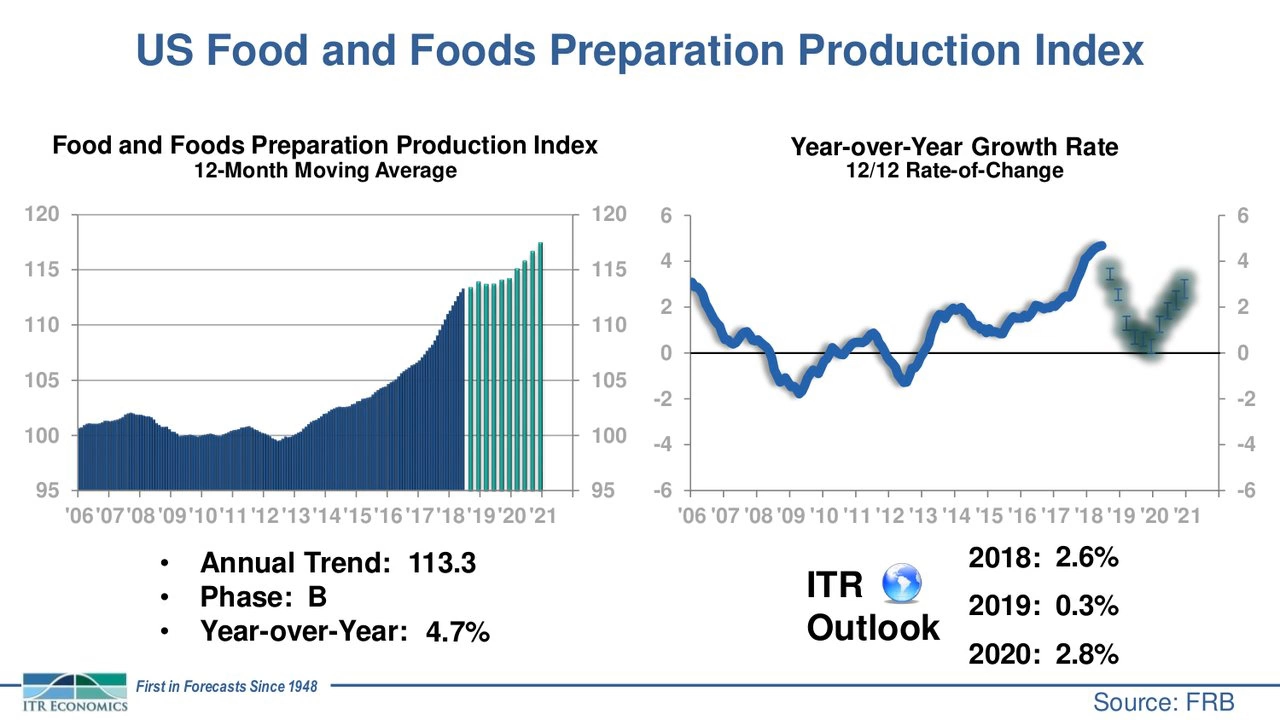 US Food and Foods Preparation Production Index
Food and Foods Preparation Production Index
12-Month Moving Average
120
115
110
105
100
95
120
115
110
105
100
95
'06 '07 '08 '09 '10 '11 '12 '13 '14 '15 '16 '17 '18 '19 '20 '21
• Annual Trend: 113.3
• Phase: B
• Year-over-Year: 4.7%
Year-over-Year Growth Rate
12/12 Rate-of-Change
6
4
2
0
-2
-4
-6
6
4
2
0
-2
-4
-6
'06 '07 '08 '09 '10 '11 '12 '13 '14 '15 '16 '17 '18 '19 '20 '21
ITR
Outlook
2018: 2.6%
2019: 0.3%
2020: 2.8%
ITR ECONOMICS
First in Forecasts Since 1948
Source: FRB